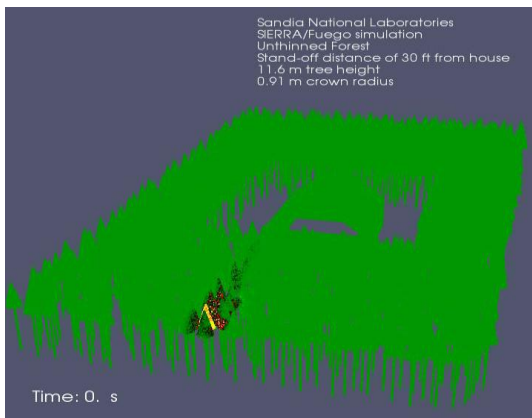 Sandia National Laboratories
SIERRA/Fuego simulation
Unthinned Forest
Stand-off distance of 30 ft from house
11.6 m tree height
0.91 m crown radius
Time: 0. s